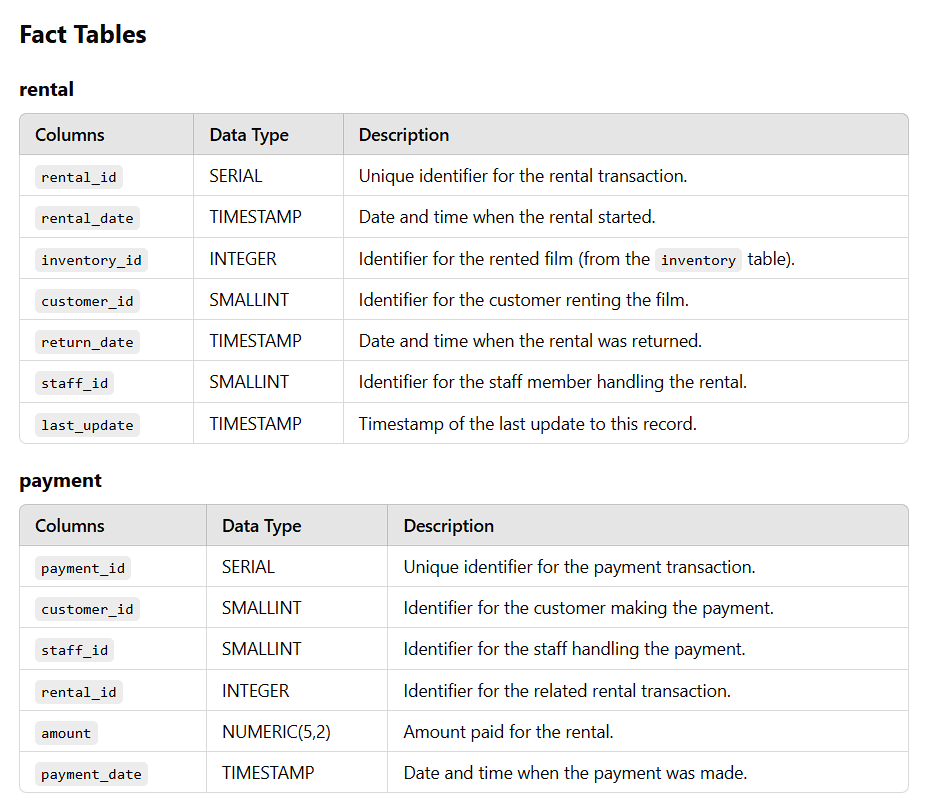 Fact Tables
rental
Columns Data Type Description
rental_id SERIAL Unique identifier for the rental transaction.
rental_date TIMESTAMP Date and time when the rental started.
inventory_id INTEGER Identifier for the rented film (from the inventory table).
customer_id SMALLINT Identifier for the customer renting the film.
return_date TIMESTAMP Date and time when the rental was returned.
staff_id SMALLINT Identifier for the staff member handling the rental.
last_update TIMESTAMP Timestamp of the last update to this record.
payment
Columns Data Type Description
payment_id SERIAL Unique identifier for the payment transaction.
customer_id SMALLINT Identifier for the customer making the payment.
staff_id SMALLINT Identifier for the staff handling the payment.
rental_id INTEGER Identifier for the related rental transaction.
amount NUMERIC(5,2) Amount paid for the rental.
payment_date TIMESTAMP Date and time when the payment was made.